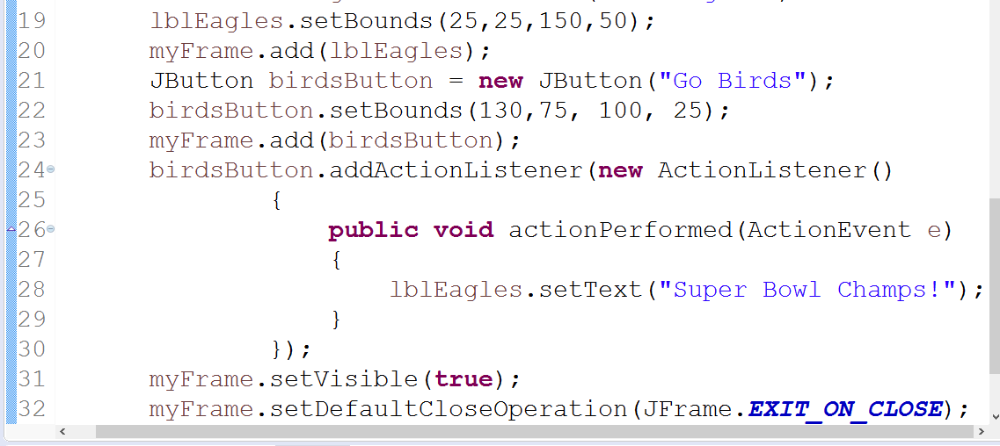 19 lblEagles.setBounds(25,25,150,50);
20 myFrame.add(lblEagles);
21 JButton birdsButton = new JButton("Go Birds");
22 birdsButton.setBounds(130,75, 100, 25);
23 myFrame.add(birdsButton);
24 birdsButton.addActionListener(new ActionListener()
25 {
26 public void actionPerformed(ActionEvent e)
27 {
28 lblEagles.setText("Super Bowl Champs!");
29 }
30 });
31 myFrame.setVisible(true);
32 myFrame.setDefaultCloseOperation(JFrame.EXIT_ON_CLOSE);